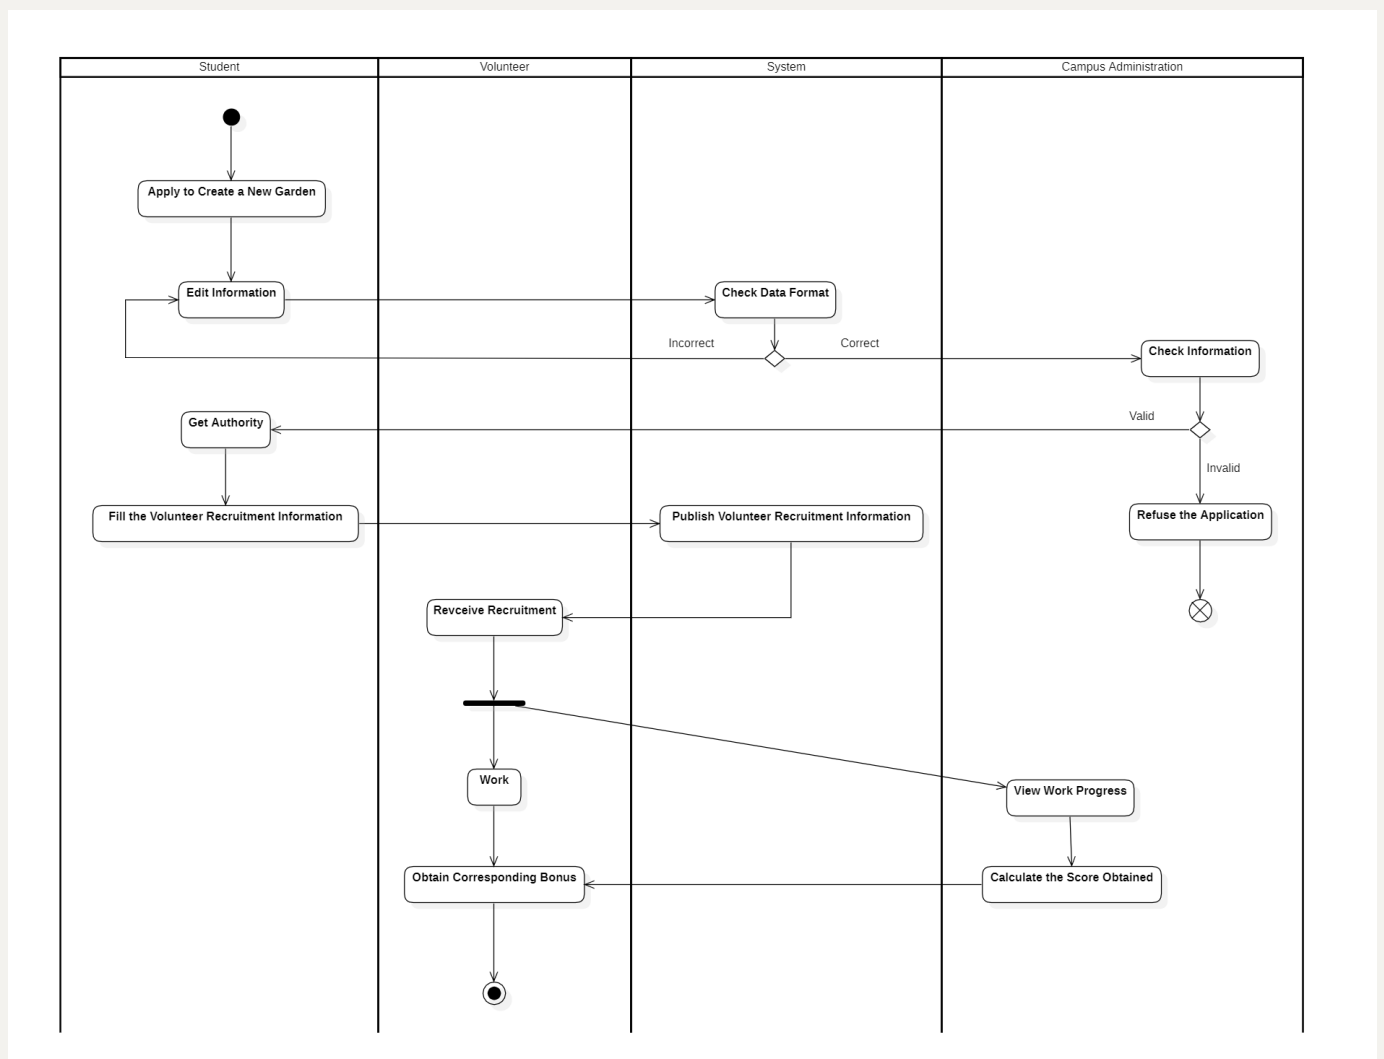 Student
Volunteer
System
Campus Administration
Apply to Create a New Garden
Edit Information
Check Data Format
Incorrect
Correct
Check Information
Get Authority
Valid
Invalid
Fill the Volunteer Recruitment Information
Publish Volunteer Recruitment Information
Refuse the Application
Revceive Recruitment
Work
View Work Progress
Obtain Corresponding Bonus
Calculate the Score Obtained